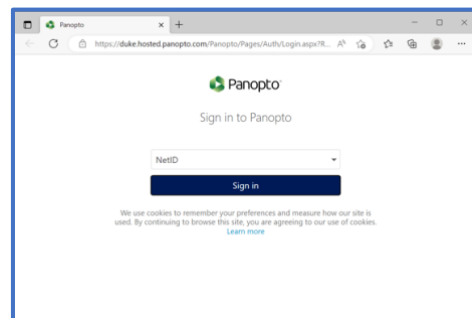 Panopto
https://duke.hosted.panopto.com/Panopto/Pages/Auth/Login.aspx?R...
Panopto
Sign in to Panopto
NetID
Sign in
We use cookies to remember your preferences and measure how our site is
used. By continuing to browse this site, you are agreeing to our use of cookies.
Learn more